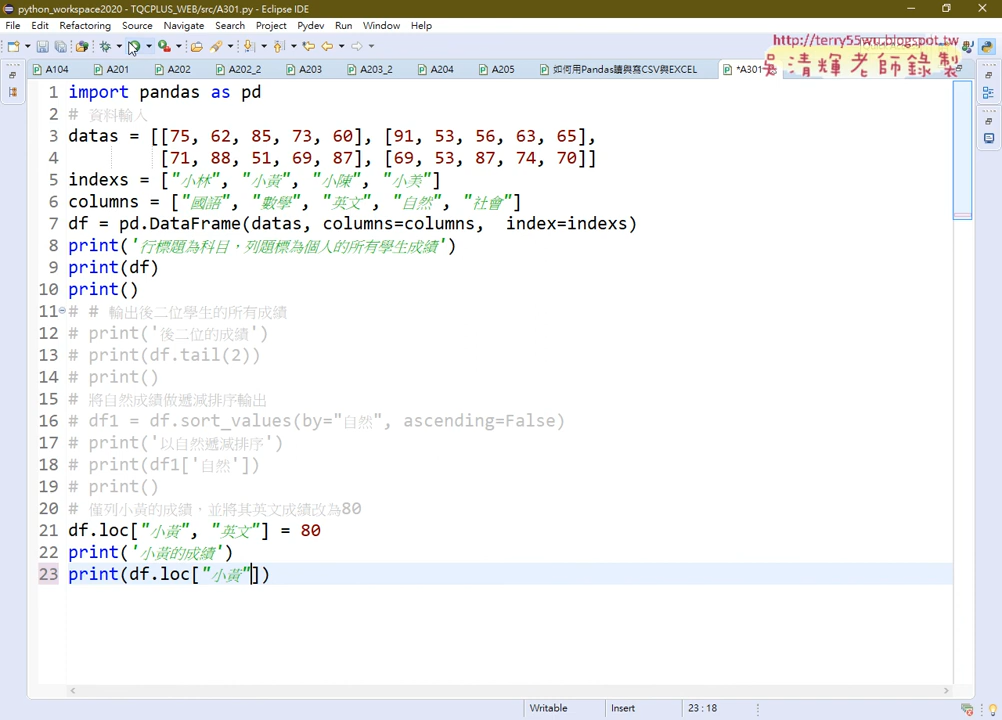 python_workspace2020 - TQCPLUS_WEB/src/A301.py - Eclipse IDE
File Edit Refactoring Source Navigate Search Project Pydev Run Window Help
http://terry55wu.blogspot.tw
吳清輝老師錄製
A104 A201 A202 A202_2 A203 A203_2 A204 A205 如何用Pandas讀與寫CSV與EXCEL *A301
1 import pandas as pd
2 # 資料輸入
3 datas = [[75, 62, 85, 73, 60], [91, 53, 56, 63, 65],
4 [71, 88, 51, 69, 87], [69, 53, 87, 74, 70]]
5 indexs = ["小林", "小黃", "小陳", "小美"]
6 columns = ["國語", "數學", "英文", "自然", "社會"]
7 df = pd.DataFrame(datas, columns=columns, index=indexs)
8 print('行標題為科目，列題標為個人的所有學生成績')
9 print(df)
10 print()
11 # # 輸出後二位學生的所有成績
12 # print('後二位的成績')
13 # print(df.tail(2))
14 # print()
15 # 將自然成績做遞減排序輸出
16 # df1 = df.sort_values(by="自然", ascending=False)
17 # print('以自然遞減排序')
18 # print(df1['自然'])
19 # print()
20 # 僅列小黃的成績，並將其英文成績改為80
21 df.loc["小黃", "英文"] = 80
22 print('小黃的成績')
23 print(df.loc["小黃"])
Writable Insert 23 : 18